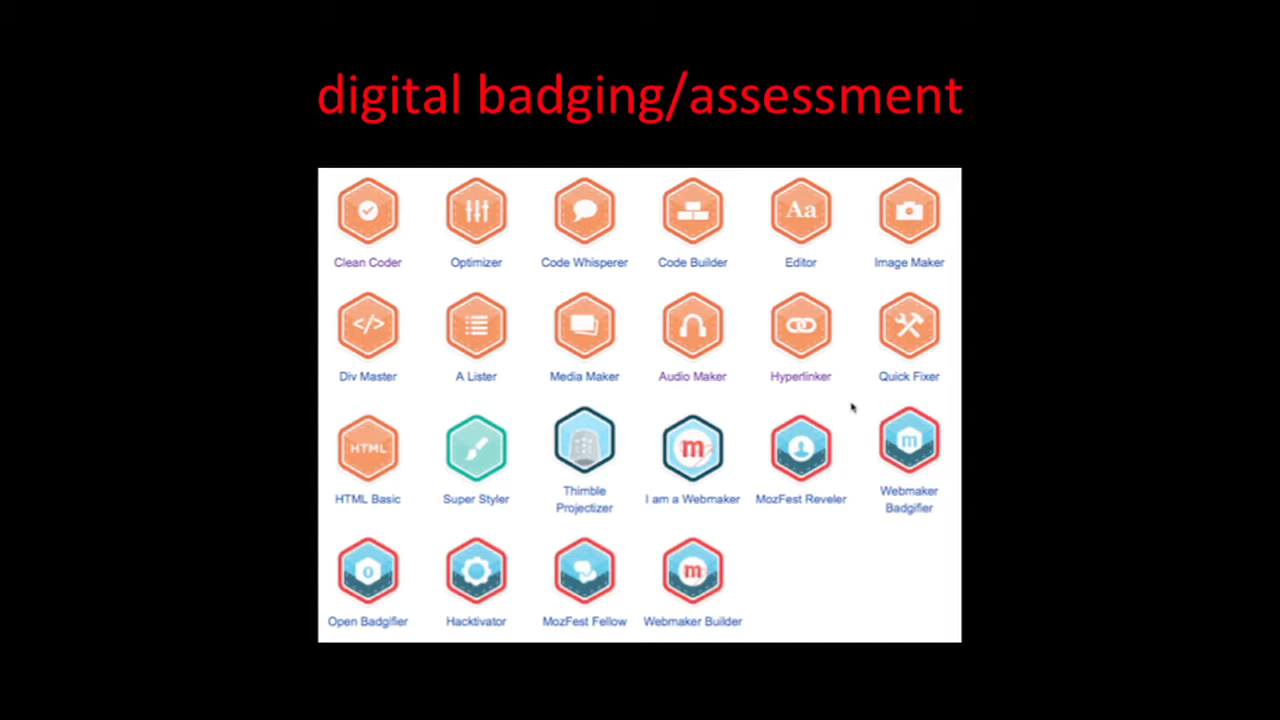 digital badging/assessment
Aa
Clean Coder
Optimizer
Code Whisperer
Code Builder
Editor
Image Maker
</>
Div Master
A Lister
Media Maker
Audio Maker
Hyperlinker
Quick Fixer
HTML
m
m
HTML Basic
Super Styler
Thimble
Projectizer
I am a Webmaker
MozFest Reveler
Webmaker
Badgifier
o
m
Open Badgifier
Hacktivator
MozFest Fellow
Webmaker Builder